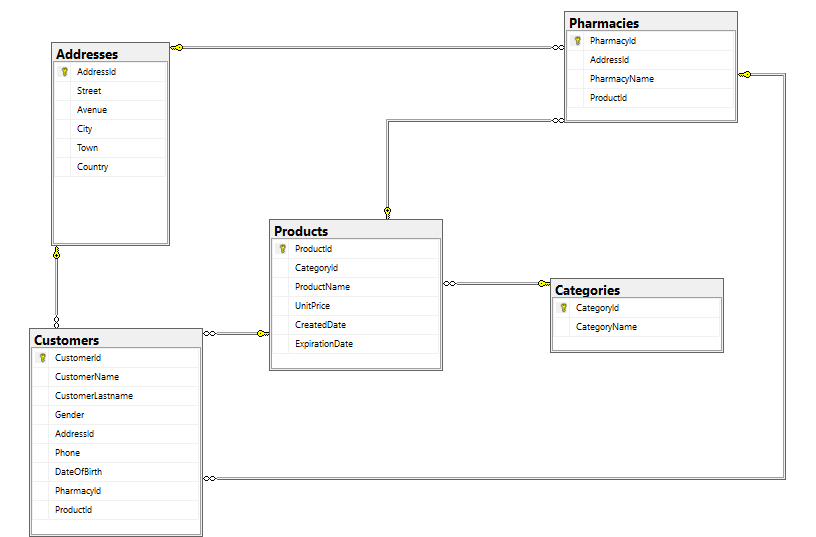 Addresses
AddressId
Street
Avenue
City
Town
Country
Pharmacies
PharmacyId
AddressId
PharmacyName
ProductId
Products
ProductId
CategoryId
ProductName
UnitPrice
CreatedDate
ExpirationDate
Categories
CategoryId
CategoryName
Customers
CustomerId
CustomerName
CustomerLastname
Gender
AddressId
Phone
DateOfBirth
PharmacyId
ProductId